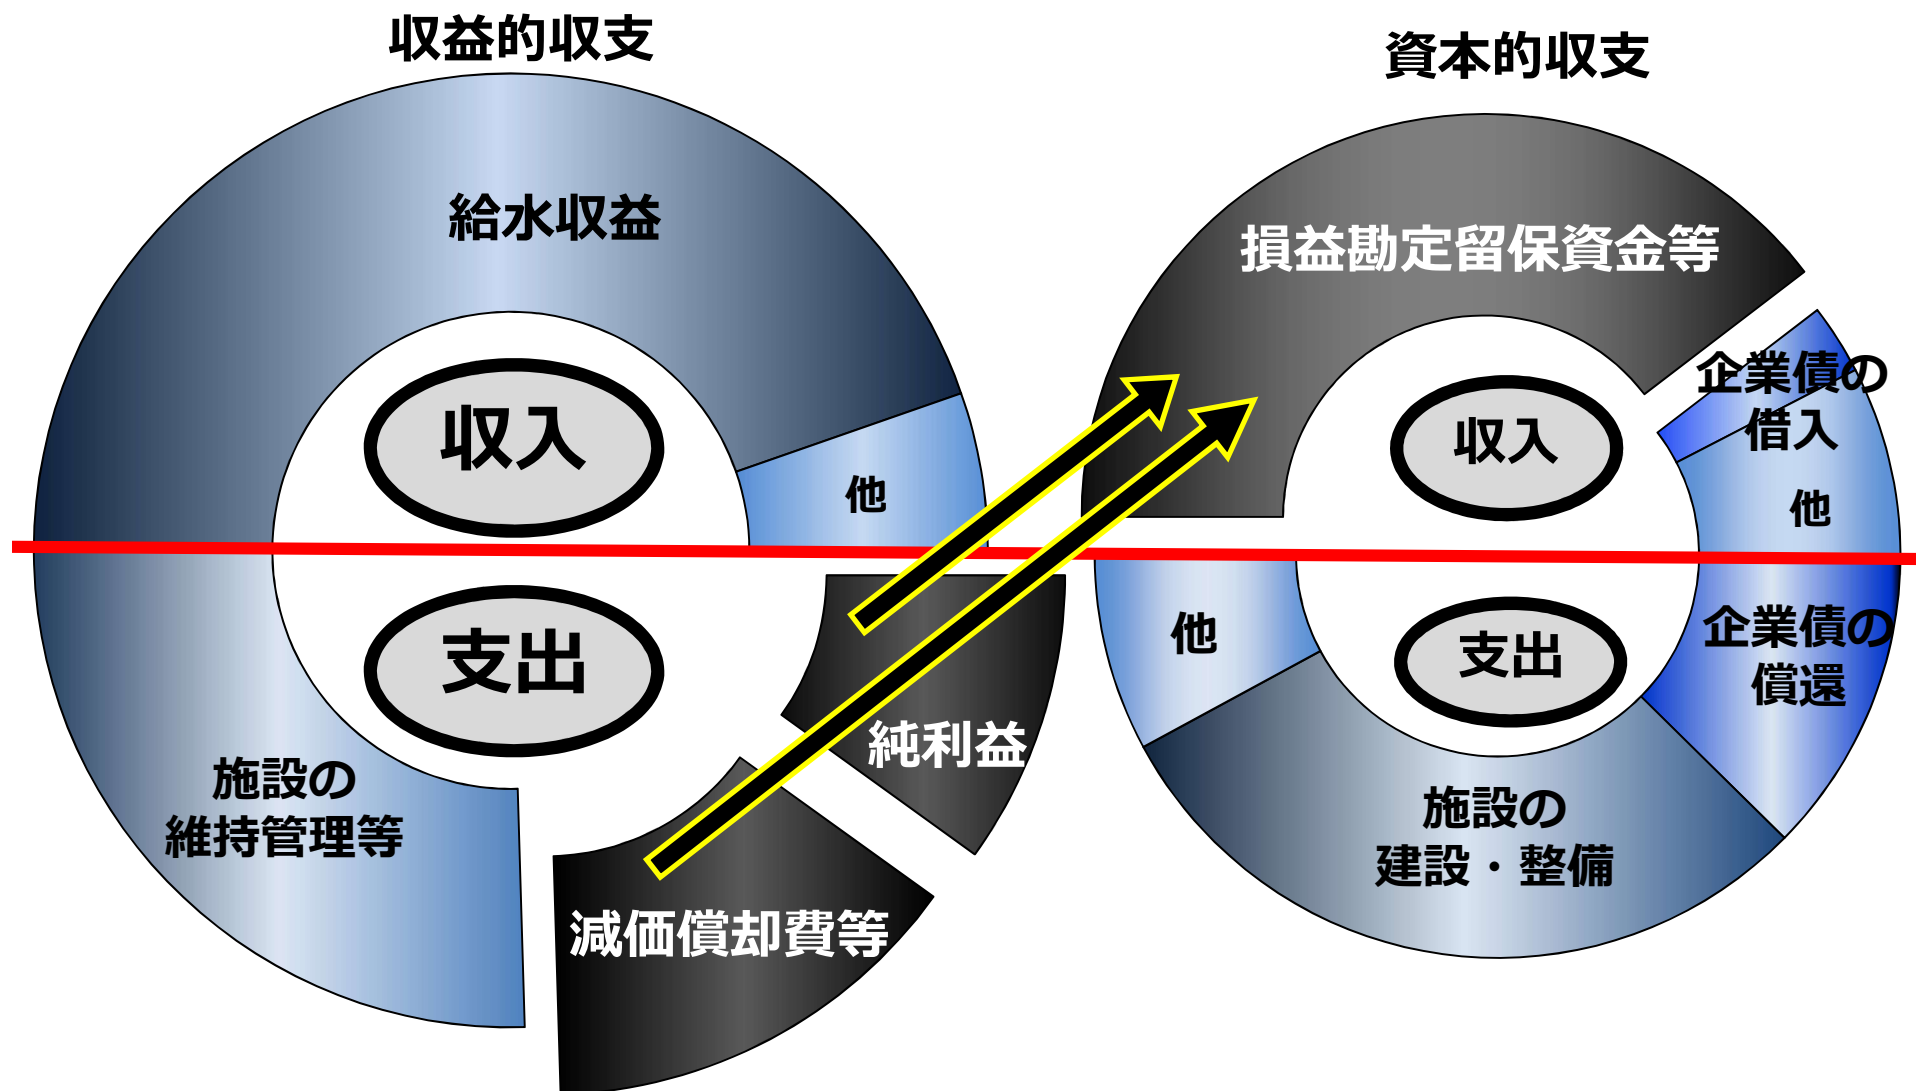 収益的収支
給水収益
収入
他
支出
純利益
施設の
維持管理等
減価償却費等
資本的収支
損益勘定留保資金等
企業債の
借入
収入
他
他
支出
企業債の
償還
施設の
建設・整備